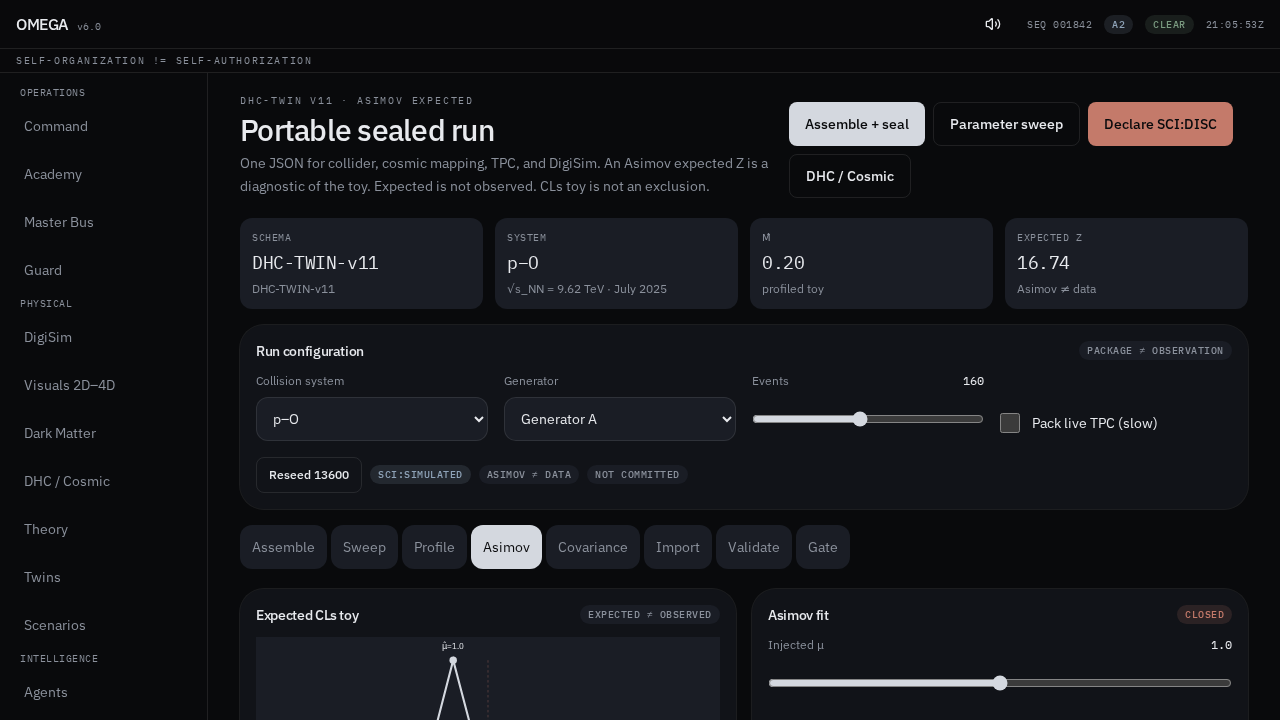 OMEGA v6.0
SEQ 001842 A2 CLEAR 21:05:53Z
SELF-ORGANIZATION != SELF-AUTHORIZATION
OPERATIONS
Command
Academy
Master Bus
Guard
PHYSICAL
DigiSim
Visuals 2D–4D
Dark Matter
DHC / Cosmic
Theory
Twins
Scenarios
INTELLIGENCE
Agents
DHC-TWIN V11 · ASIMOV EXPECTED
Portable sealed run
One JSON for collider, cosmic mapping, TPC, and DigiSim. An Asimov expected Z is a
diagnostic of the toy. Expected is not observed. CLs toy is not an exclusion.
Assemble + seal
Parameter sweep
Declare SCI:DISC
DHC / Cosmic
SCHEMA
DHC-TWIN-v11
DHC-TWIN-v11
SYSTEM
p–O
√s_NN = 9.62 TeV · July 2025
0.20
profiled toy
EXPECTED Z
16.74
Asimov ≠ data
Run configuration
PACKAGE ≠ OBSERVATION
Collision system
p–O
Generator
Generator A
Events 160
Pack live TPC (slow)
Reseed 13600
SCI:SIMULATED
ASIMOV ≠ DATA
NOT COMMITTED
Assemble
Sweep
Profile
Asimov
Covariance
Import
Validate
Gate
Expected CLs toy
EXPECTED ≠ OBSERVED
μ̂=1.0
Asimov fit
CLOSED
Injected μ 1.0